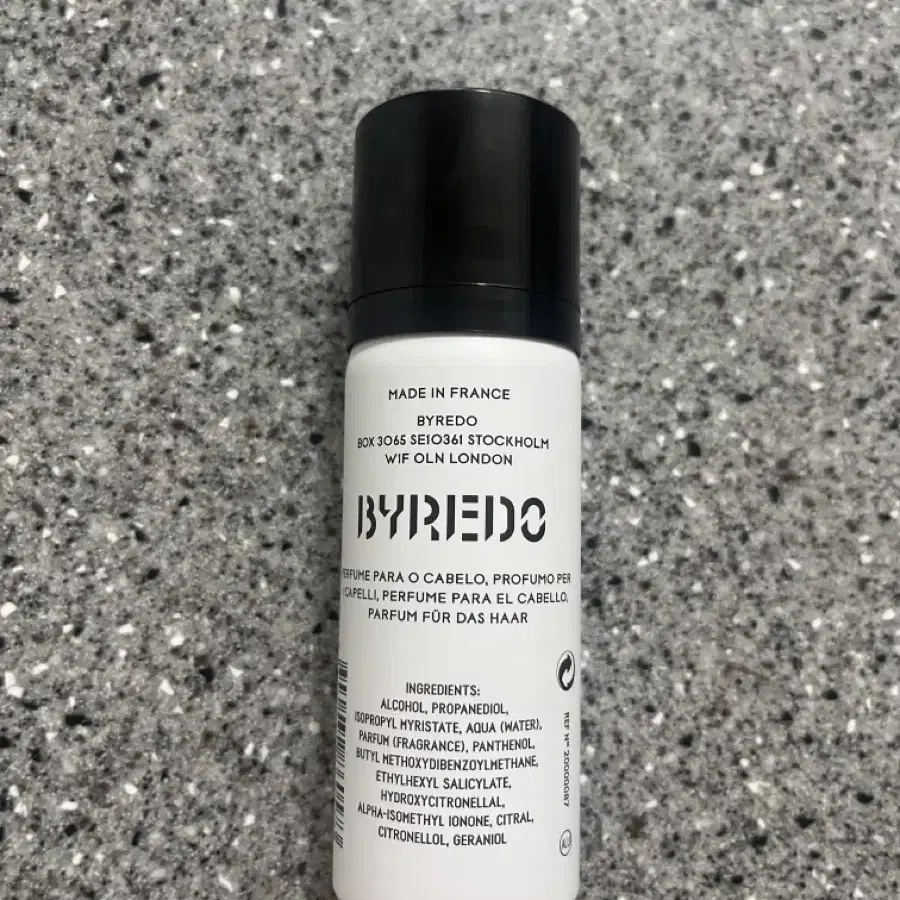 MADE IN FRANCE
BYREDO
BOX 3065 SE10361 STOCKHOLM
W1F OLN LONDON
BYREDO
PERFUME PARA O CABELO, PROFUMO PER
CAPELLI, PERFUME PARA EL CABELLO,
PARFUM FÜR DAS HAAR
INGREDIENTS:
ALCOHOL, PROPANEDIOL,
ISOPROPYL MYRISTATE, AQUA (WATER),
PARFUM (FRAGRANCE), PANTHENOL,
BUTYL METHOXYDIBENZOYLMETHANE,
ETHYLHEXYL SALICYLATE,
HYDROXYCITRONELLAL,
ALPHA-ISOMETHYL IONONE, CITRAL,
CITRONELLOL, GERANIOL
REF N° 20000087